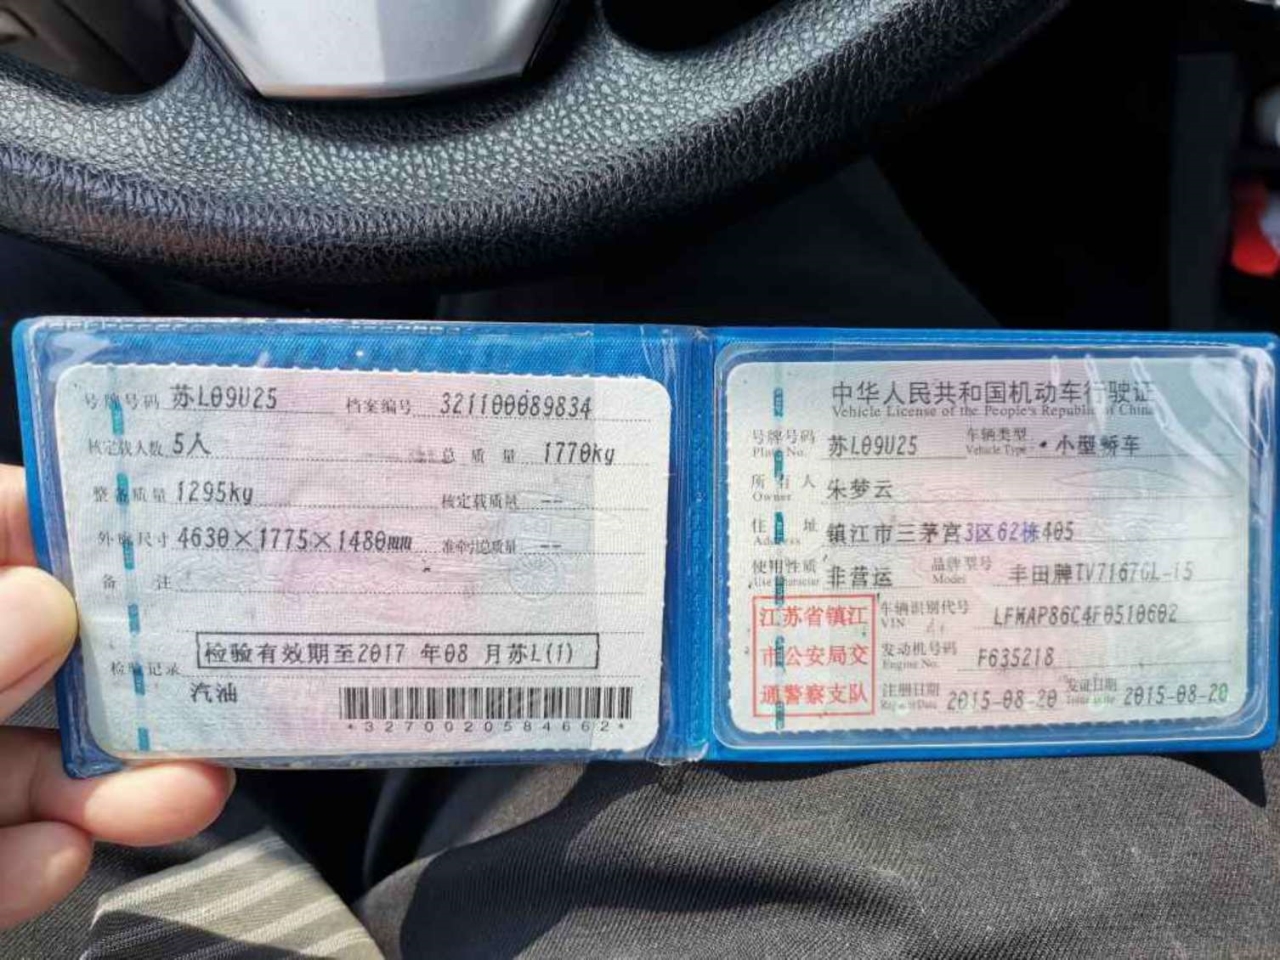 号牌号码 苏L09U25 档案编号 321100089834
核定载人数 5人 总质量 1770kg
整备质量 1295kg 核定载质量 --
外廓尺寸 4630×1775×1480mm 准牵引总质量 --
备注
检验记录 检验有效期至2017 年08 月苏L(1)
汽油
*3270020584662*
中华人民共和国机动车行驶证
Vehicle License of the People's Republic of China
号牌号码 苏L09U25 车辆类型 小型轿车
Plate No. Vehicle Type
所有人 朱梦云
Owner
住址 镇江市三茅宫3区62栋405
Address
使用性质 非营运 品牌型号 丰田牌TV7167GL-i5
Use Character Model
江苏省镇江
市公安局交
通警察支队
车辆识别代号 LFMAP86C4F0510602
VIN
发动机号码 F635218
Engine No.
注册日期 2015-08-20 发证日期 2015-08-20
Register Date Issue Date